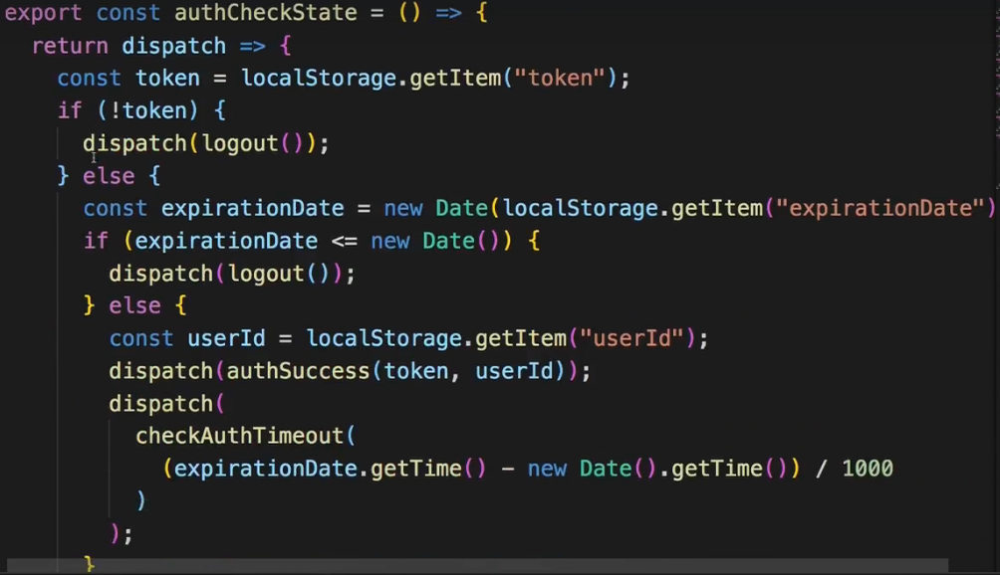 export const authCheckState = () => {
return dispatch => {
const token = localStorage.getItem("token");
if (!token) {
dispatch(logout());
} else {
const expirationDate = new Date(localStorage.getItem("expirationDate")
if (expirationDate <= new Date()) {
dispatch(logout());
} else {
const userId = localStorage.getItem("userId");
dispatch(authSuccess(token, userId));
dispatch(
checkAuthTimeout(
(expirationDate.getTime() - new Date().getTime()) / 1000
)
);
}